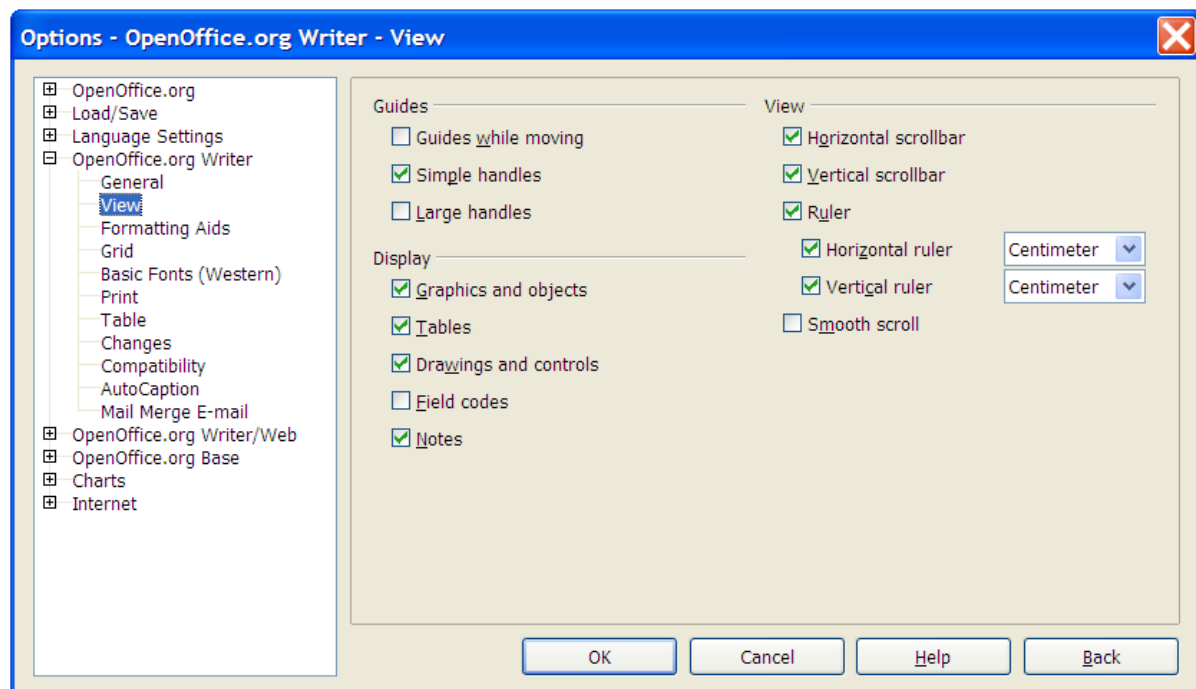 Options - OpenOffice.org Writer - View
OpenOffice.org
Load/Save
Language Settings
OpenOffice.org Writer
General
View
Formatting Aids
Grid
Basic Fonts (Western)
Print
Table
Changes
Compatibility
AutoCaption
Mail Merge E-mail
OpenOffice.org Writer/Web
OpenOffice.org Base
Charts
Internet
Guides
Guides while moving
Simple handles
Large handles
Display
Graphics and objects
Tables
Drawings and controls
Field codes
Notes
View
Horizontal scrollbar
Vertical scrollbar
Ruler
Horizontal ruler Centimeter
Vertical ruler Centimeter
Smooth scroll
OK Cancel Help Back